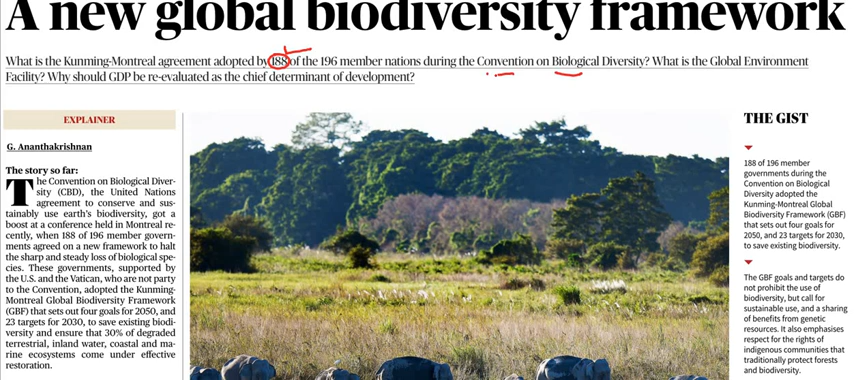 A new global biodiversity framework
What is the Kunming-Montreal agreement adopted by 188 of the 196 member nations during the Convention on Biological Diversity? What is the Global Environment
Facility? Why should GDP be re-evaluated as the chief determinant of development?
EXPLAINER
G. Ananthakrishnan
The story so far:
The Convention on Biological Diver-
sity (CBD), the United Nations
agreement to conserve and sus-
tainably use earth's biodiversity, got a
boost at a conference held in Montreal re-
cently, when 188 of 196 member govern-
ments agreed on a new framework to halt
the sharp and steady loss of biological spe-
cies. These governments, supported by
the U.S. and the Vatican, who are not party
to the Convention, adopted the Kunming-
Montreal Global Biodiversity Framework
(GBF) that sets out four goals for 2050, and
23 targets for 2030, to save existing biodi-
versity and ensure that 30% of degraded
terrestrial, inland water, coastal and ma-
rine ecosystems come under effective
restoration.
THE GIST
188 of 196 member
governments during the
Convention on Biological
Diversity adopted the
Kunming-Montreal Global
Biodiversity Framework (GBF)
that sets out four goals for
2050, and 23 targets for 2030,
to save existing biodiversity.
The GBF goals and targets do
not prohibit the use of
biodiversity, but call for
sustainable use, and a sharing
of benefits from genetic
resources. It also emphasises
respect for the rights of
indigenous communities that
traditionally protect forests
and biodiversity.